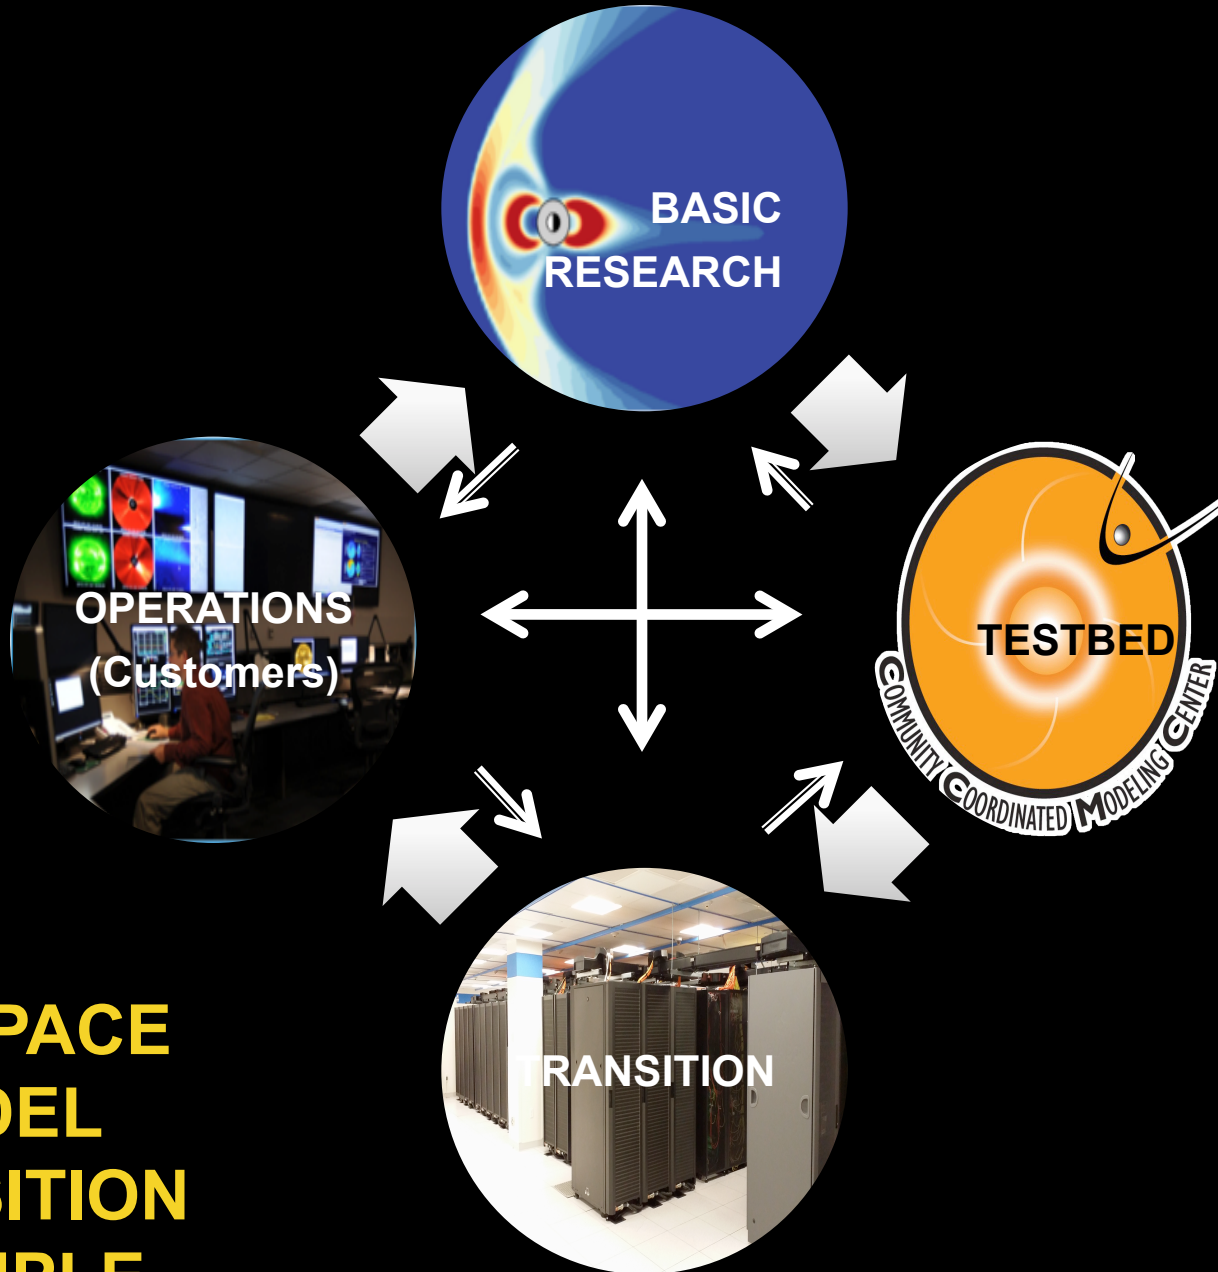 BASIC
RESEARCH
OPERATIONS
(Customers)
TESTBED
COMMUNITY COORDINATED MODELING CENTER
TRANSITION
PACE
DEL
SITION